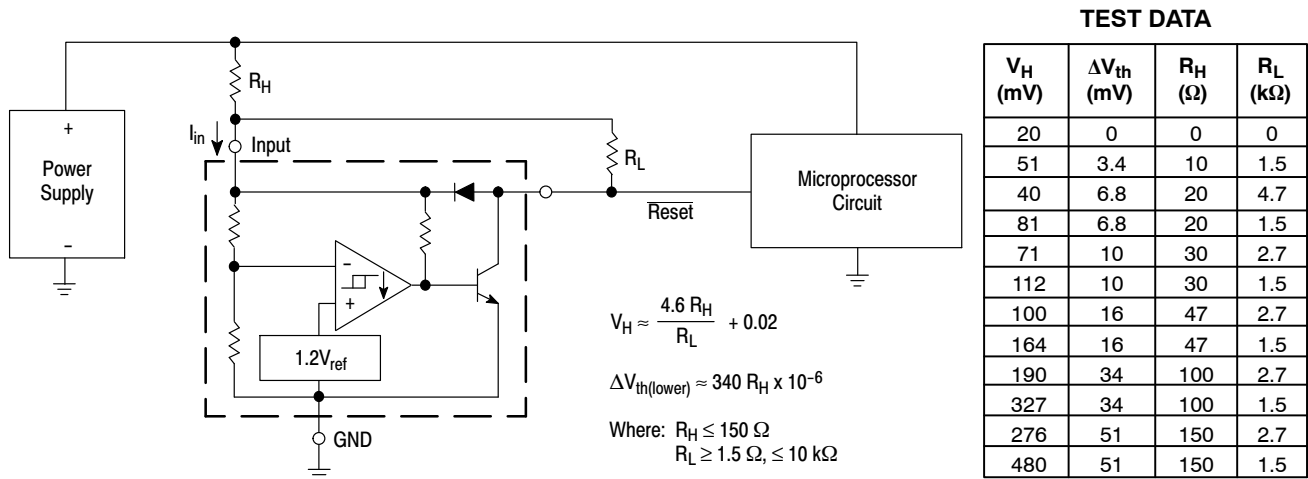 R_H
I_in
Input
+
Power
Supply
–
R_L
Reset
Microprocessor
Circuit
–
+
1.2V_ref
GND
V_H ≈ 4.6 R_H / R_L + 0.02
ΔV_th(lower) ≈ 340 R_H x 10⁻⁶
Where: R_H ≤ 150 Ω
R_L ≥ 1.5 Ω, ≤ 10 kΩ
TEST DATA
V_H (mV) ΔV_th (mV) R_H (Ω) R_L (kΩ)
20 0 0 0
51 3.4 10 1.5
40 6.8 20 4.7
81 6.8 20 1.5
71 10 30 2.7
112 10 30 1.5
100 16 47 2.7
164 16 47 1.5
190 34 100 2.7
327 34 100 1.5
276 51 150 2.7
480 51 150 1.5